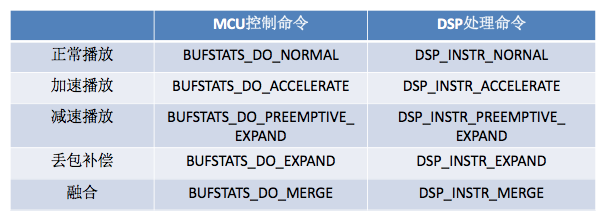 MCU控制命令 DSP处理命令
正常播放 BUFSTATS_DO_NORMAL DSP_INSTR_NORNAL
加速播放 BUFSTATS_DO_ACCELERATE DSP_INSTR_ACCELERATE
减速播放 BUFSTATS_DO_PREEMPTIVE_ DSP_INSTR_PREEMPTIVE_
EXPAND EXPAND
丢包补偿 BUFSTATS_DO_EXPAND DSP_INSTR_EXPAND
融合 BUFSTATS_DO_MERGE DSP_INSTR_MERGE